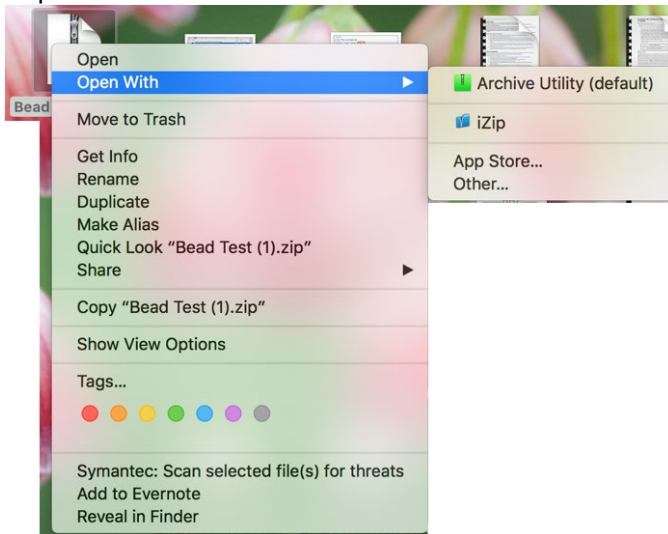 Bead
Open
Open With
Move to Trash
Get Info
Rename
Duplicate
Make Alias
Quick Look “Bead Test (1).zip”
Share
Copy “Bead Test (1).zip”
Show View Options
Tags...
Symantec: Scan selected file(s) for threats
Add to Evernote
Reveal in Finder
Archive Utility (default)
iZip
App Store...
Other...